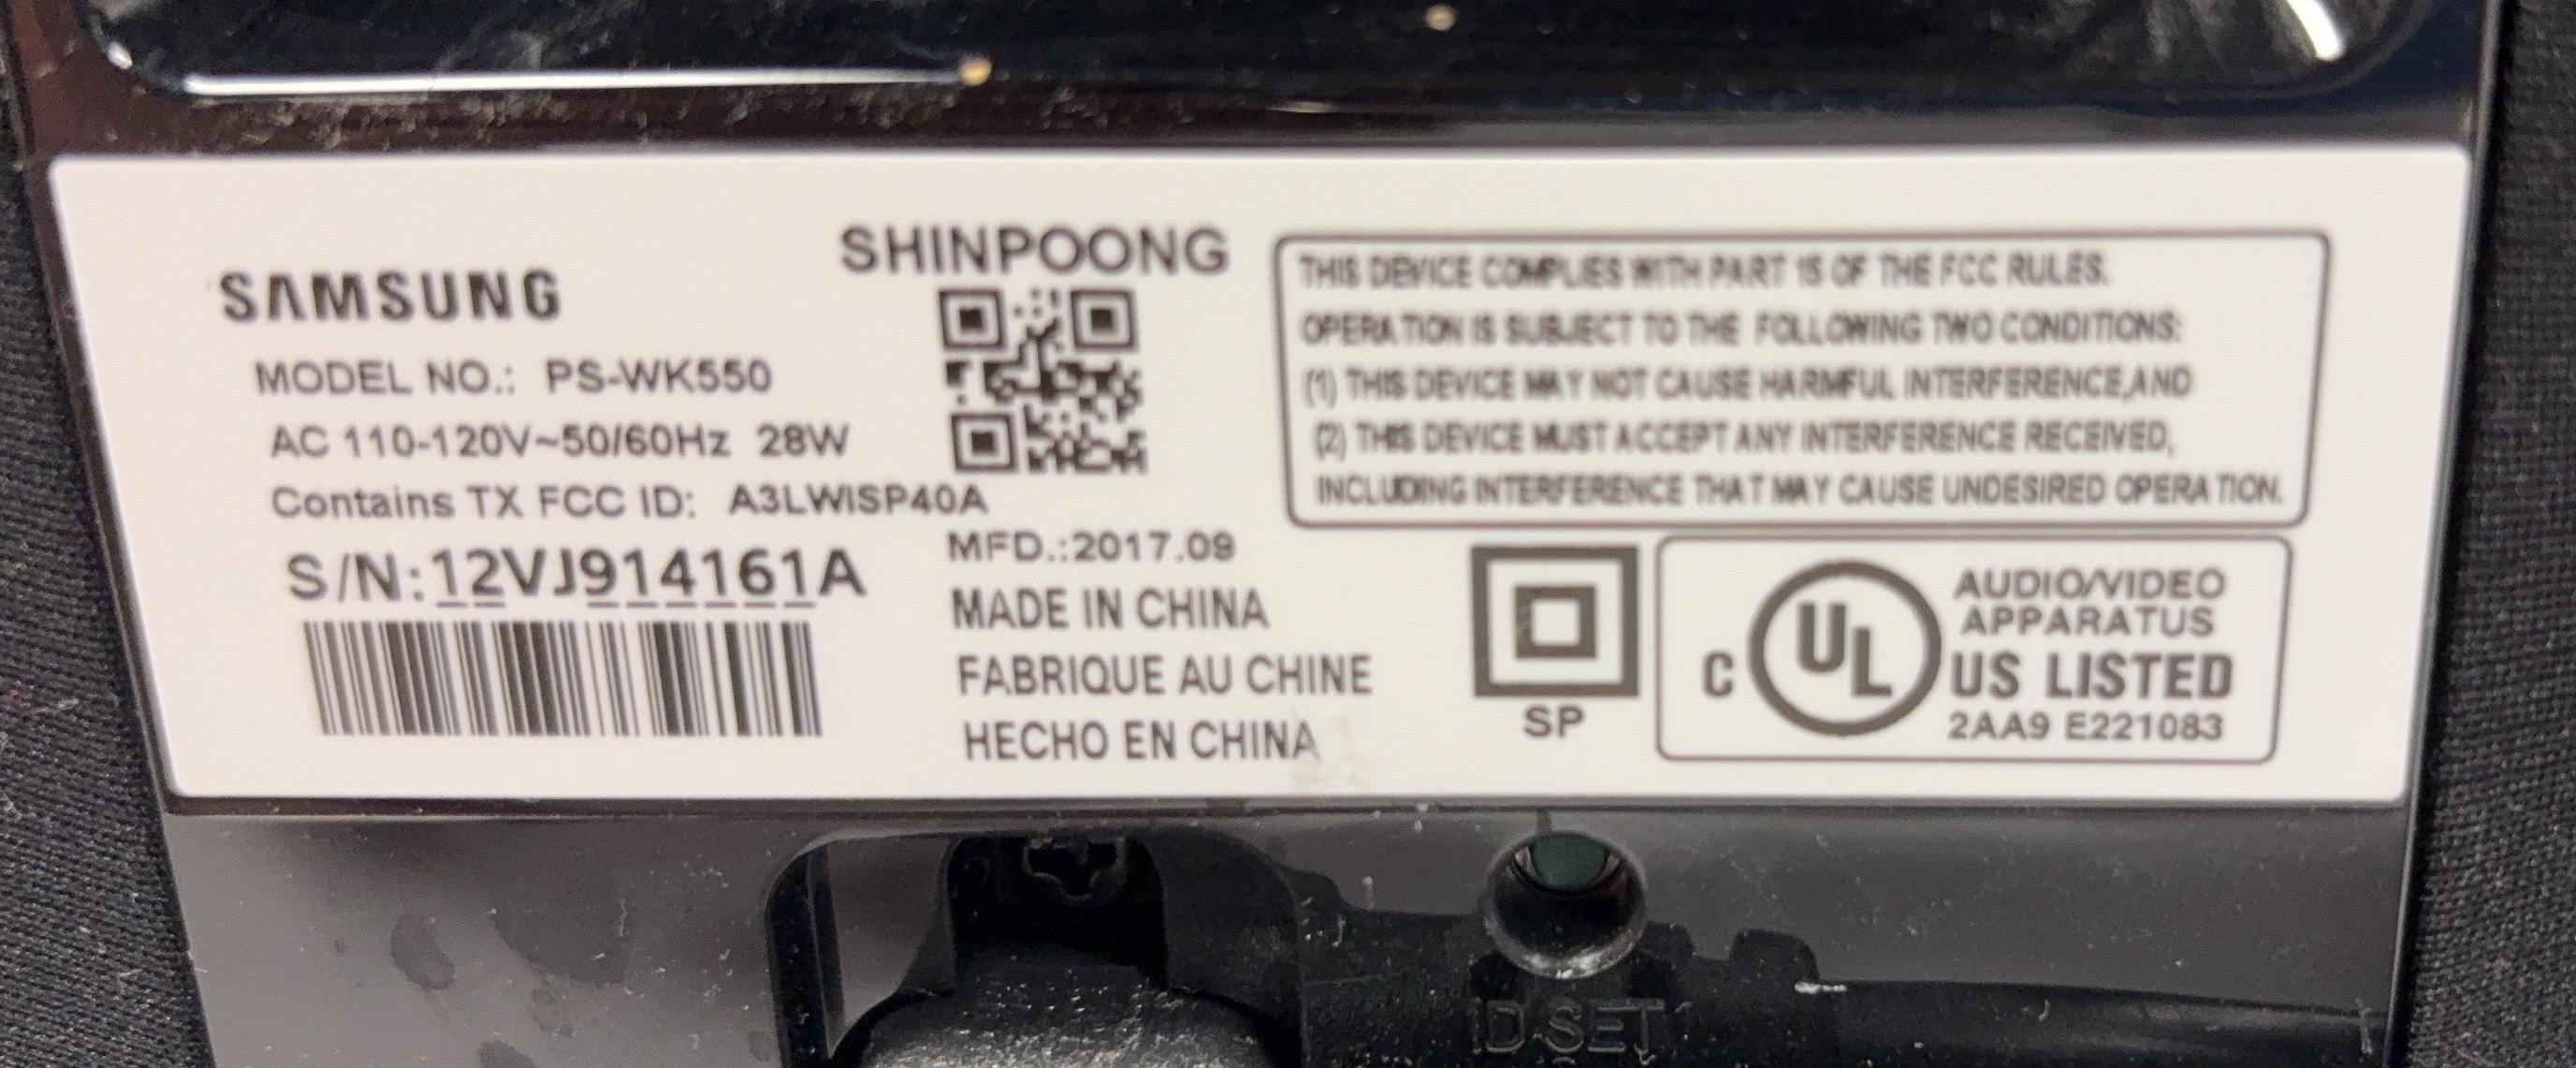 SAMSUNG
MODEL NO.: PS-WK550
AC 110-120V~50/60Hz 28W
Contains TX FCC ID: A3LWISP40A
S/N:12VJ914161A
SHINPOONG
MFD.:2017.09
MADE IN CHINA
FABRIQUE AU CHINE
HECHO EN CHINA
THIS DEVICE COMPLIES WITH PART 15 OF THE FCC RULES.
OPERATION IS SUBJECT TO THE FOLLOWING TWO CONDITIONS:
(1) THIS DEVICE MAY NOT CAUSE HARMFUL INTERFERENCE,AND
(2) THIS DEVICE MUST ACCEPT ANY INTERFERENCE RECEIVED,
INCLUDING INTERFERENCE THAT MAY CAUSE UNDESIRED OPERATION.
SP
C UL
AUDIO/VIDEO
APPARATUS
US LISTED
2AA9 E221083
ID SET